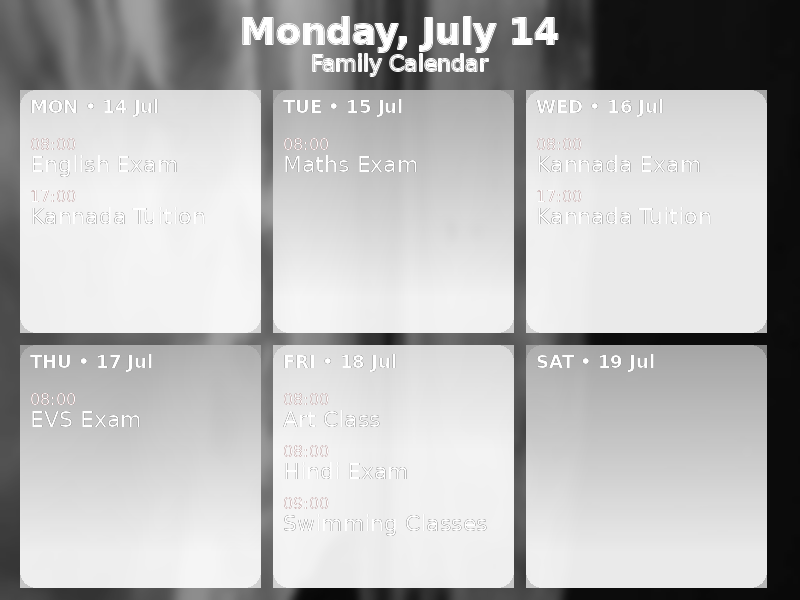 Monday, July 14
Family Calendar
MON • 14 Jul
08:00
English Exam
17:00
Kannada Tuition
TUE • 15 Jul
08:00
Maths Exam
WED • 16 Jul
08:00
Kannada Exam
17:00
Kannada Tuition
THU • 17 Jul
08:00
EVS Exam
FRI • 18 Jul
08:00
Art Class
08:00
Hindi Exam
09:00
Swimming Classes
SAT • 19 Jul